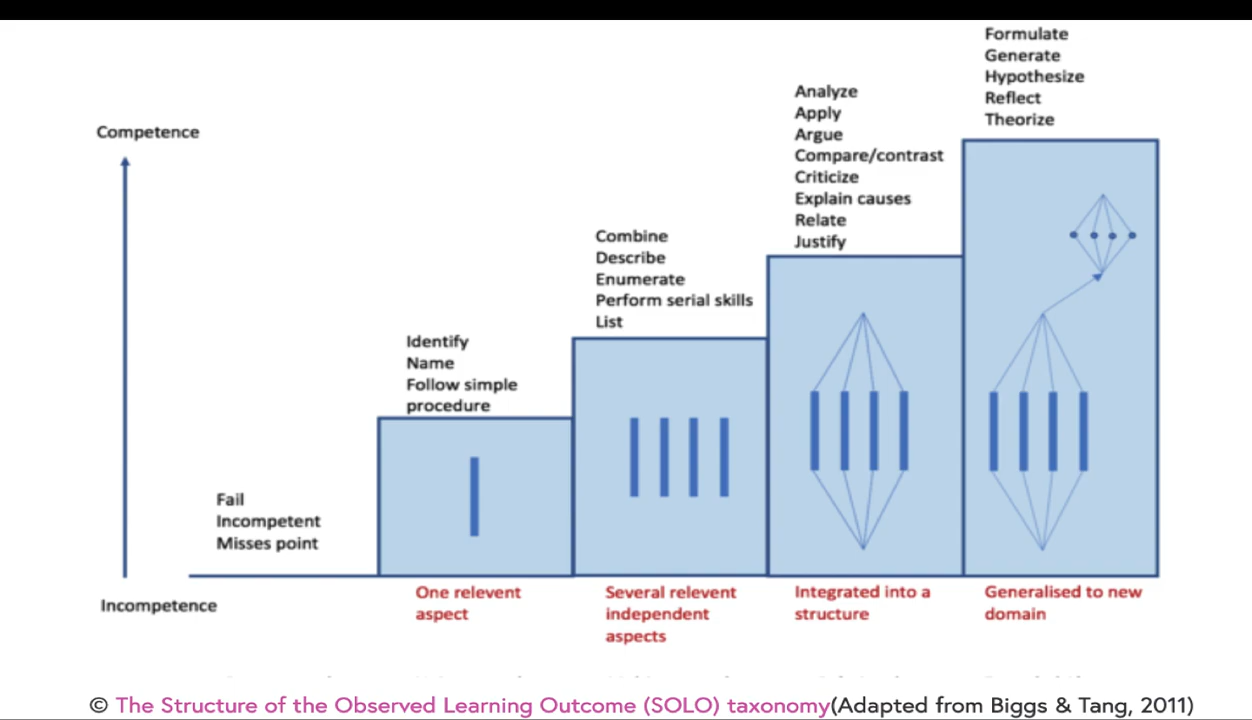 Formulate
Generate
Hypothesize
Reflect
Theorize
Analyze
Apply
Argue
Compare/contrast
Criticize
Explain causes
Relate
Justify
Competence
Combine
Describe
Enumerate
Perform serial skills
List
Identify
Name
Follow simple
procedure
Fail
Incompetent
Misses point
Incompetence
One relevent
aspect
Several relevent
independent
aspects
Integrated into a
structure
Generalised to new
domain
© The Structure of the Observed Learning Outcome (SOLO) taxonomy(Adapted from Biggs & Tang, 2011)